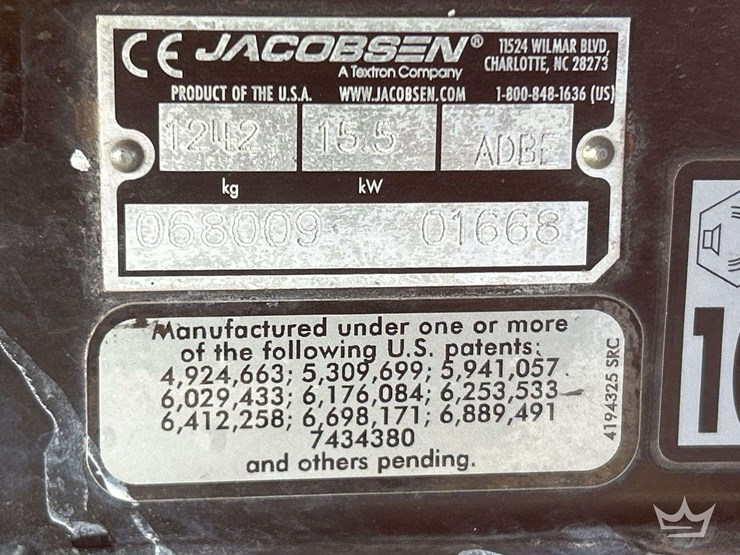 CE JACOBSEN® 11524 WILMAR BLVD,
A Textron Company CHARLOTTE, NC 28273
PRODUCT OF THE U.S.A. WWW.JACOBSEN.COM 1-800-848-1636 (US)
1242 15.5 ADBE
kg kW
068009 01668
Manufactured under one or more
of the following U.S. patents:
4,924,663; 5,309,699; 5,941,057
6,029,433; 6,176,084; 6,253,533
6,412,258; 6,698,171; 6,889,491
7434380
and others pending.
4194325 SRC